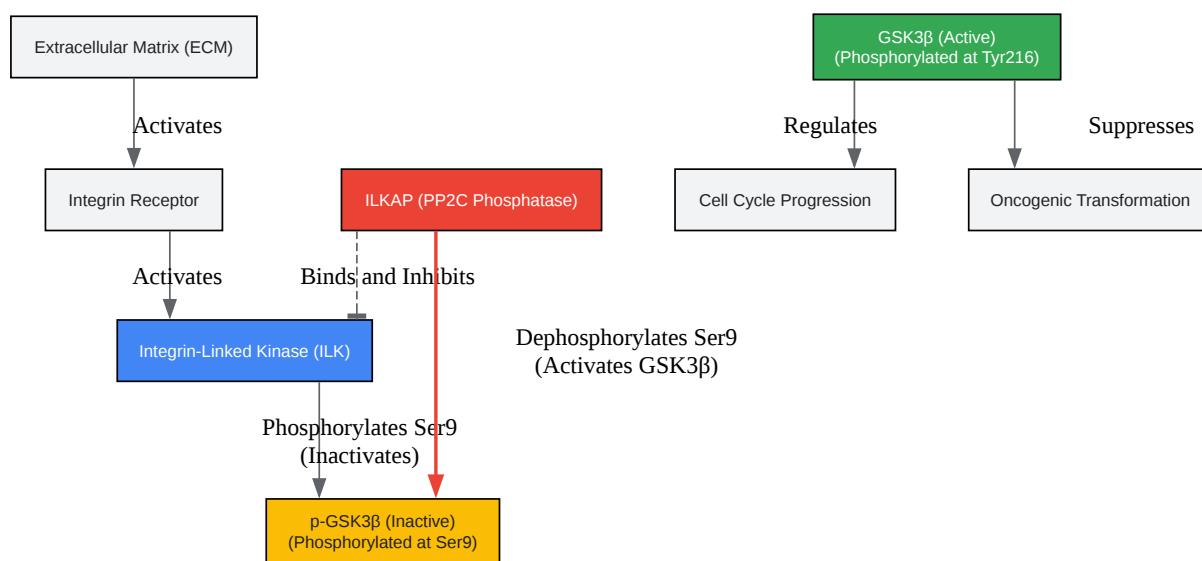 Extracellular Matrix (ECM)
GSK3β (Active)
(Phosphorylated at Tyr216)
Activates
Regulates
Suppresses
Integrin Receptor
ILKAP (PP2C Phosphatase)
Cell Cycle Progression
Oncogenic Transformation
Activates
Binds and Inhibits
Integrin-Linked Kinase (ILK)
Dephosphorylates Ser9
(Activates GSK3β)
Phosphorylates Ser9
(Inactivates)
p-GSK3β (Inactive)
(Phosphorylated at Ser9)